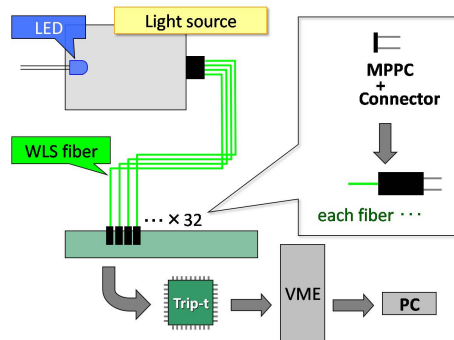 LED
Light source
MPPC
+
Connector
WLS fiber
each fiber ···
··· × 32
Trip-t
VME
PC